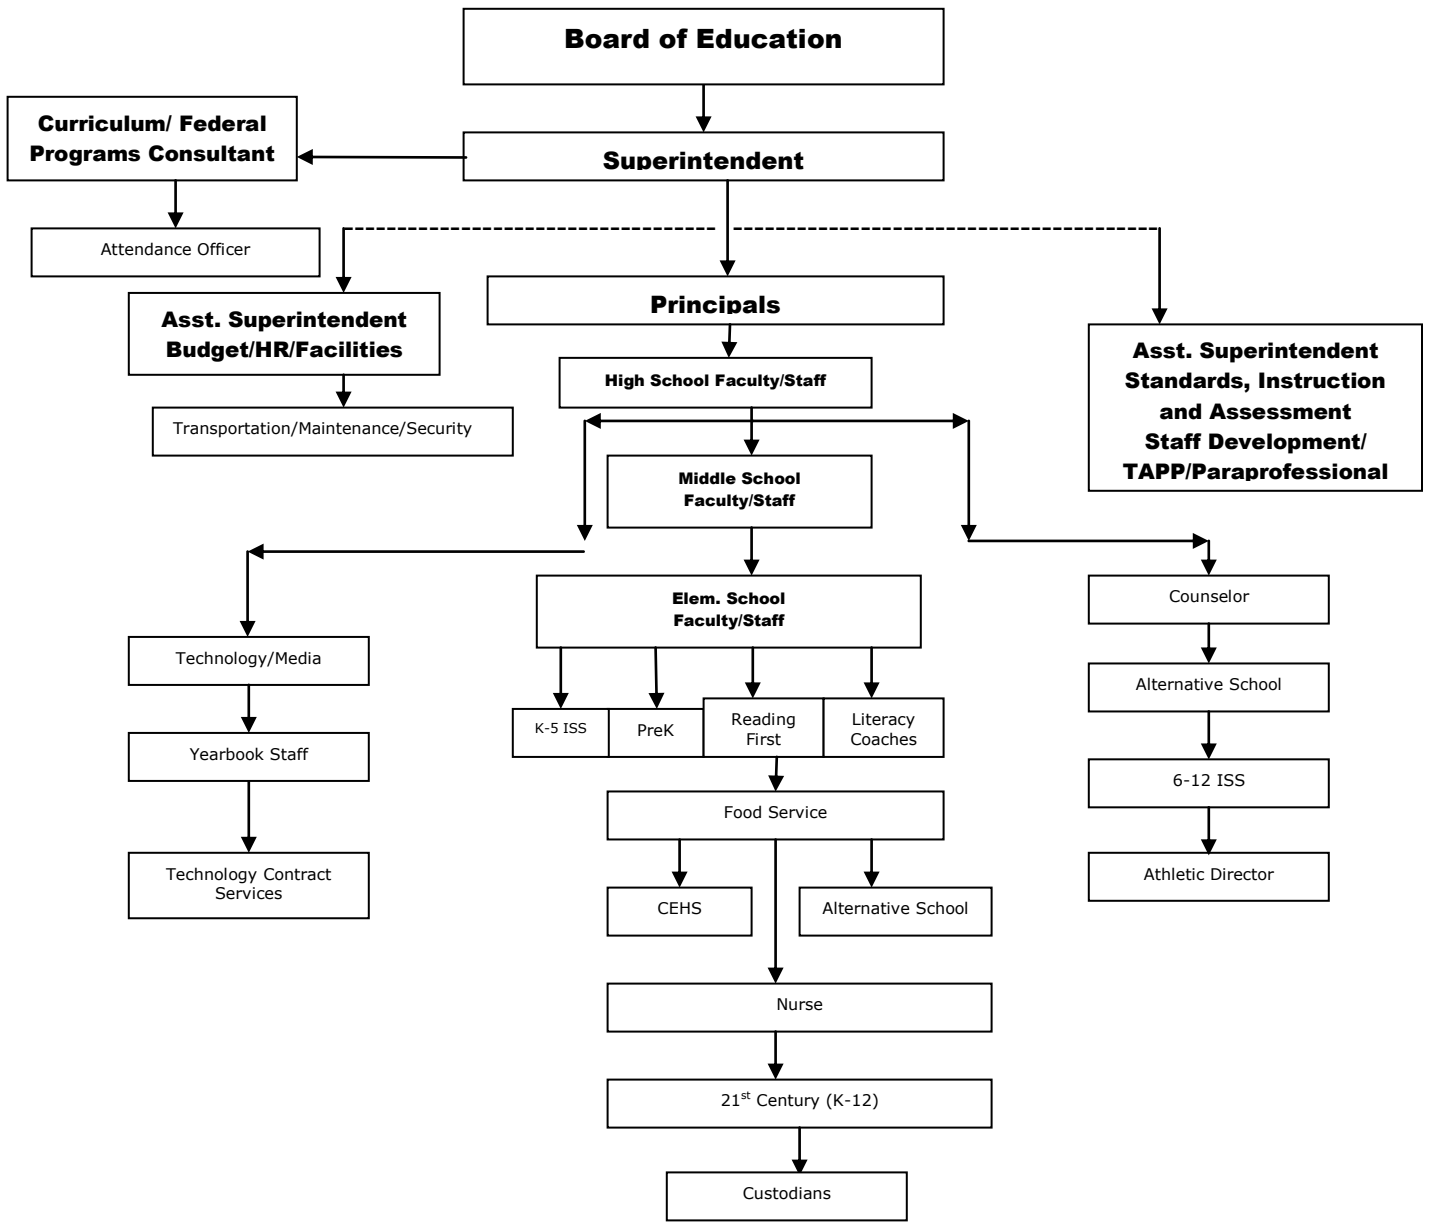 Board of Education
Curriculum/ Federal
Programs Consultant
Superintendent
Attendance Officer
Asst. Superintendent
Budget/HR/Facilities
Principals
Asst. Superintendent
Standards, Instruction
and Assessment
Staff Development/
TAPP/Paraprofessional
High School Faculty/Staff
Transportation/Maintenance/Security
Middle School
Faculty/Staff
Elem. School
Faculty/Staff
Counselor
Technology/Media
Alternative School
K-5 ISS
PreK
Reading
First
Literacy
Coaches
Yearbook Staff
6-12 ISS
Food Service
Technology Contract
Services
Athletic Director
CEHS
Alternative School
Nurse
21st Century (K-12)
Custodians